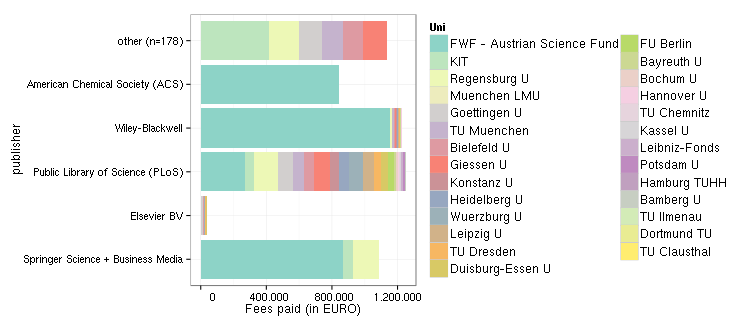 publisher
other (n=178)
American Chemical Society (ACS)
Wiley-Blackwell
Public Library of Science (PLoS)
Elsevier BV
Springer Science + Business Media
0 400.000 800.000 1.200.000
Fees paid (in EURO)
Uni
FWF - Austrian Science Fund
KIT
Regensburg U
Muenchen LMU
Goettingen U
TU Muenchen
Bielefeld U
Giessen U
Konstanz U
Heidelberg U
Wuerzburg U
Leipzig U
TU Dresden
Duisburg-Essen U
FU Berlin
Bayreuth U
Bochum U
Hannover U
TU Chemnitz
Kassel U
Leibniz-Fonds
Potsdam U
Hamburg TUHH
Bamberg U
TU Ilmenau
Dortmund TU
TU Clausthal